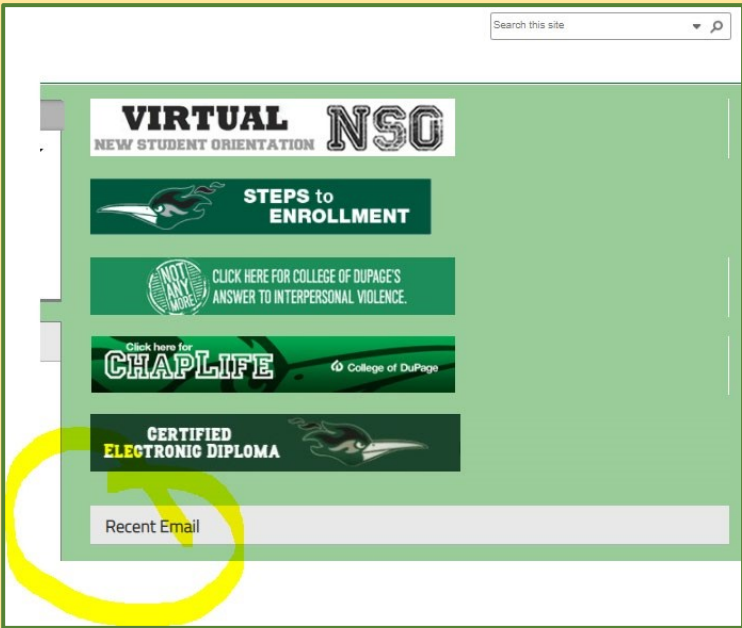 Search this site
VIRTUAL
NEW STUDENT ORIENTATION
NSO
STEPS to
ENROLLMENT
NOT
ANY
MORE
CLICK HERE FOR COLLEGE OF DUPAGE'S
ANSWER TO INTERPERSONAL VIOLENCE.
Click here for
CHAPLIFE
College of DuPage
CERTIFIED
ELECTRONIC DIPLOMA
Recent Email